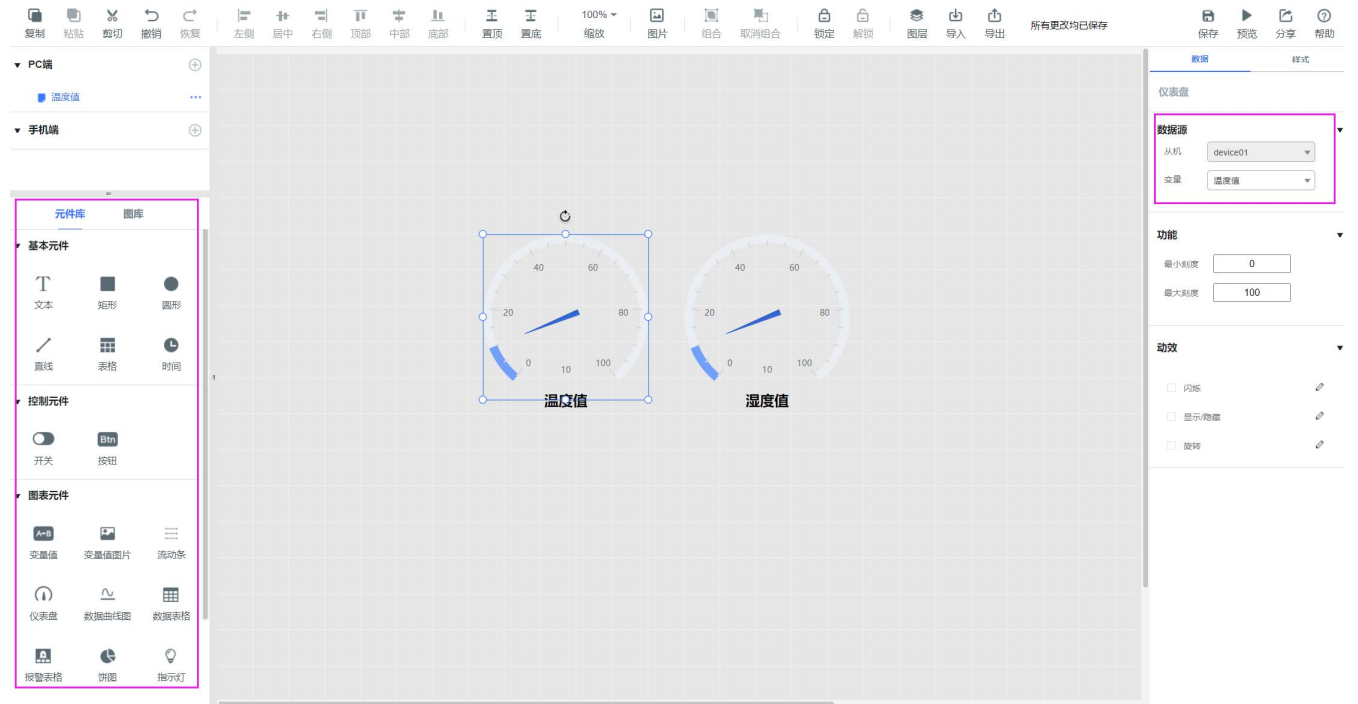 复制 粘贴 剪切 撤销 恢复 左侧 居中 右侧 顶部 中部 底部 置顶 置底 100% 缩放 图片 组合 取消组合 锁定 解锁 图层 导入 导出 所有更改均已保存 保存 预览 分享 帮助
PC端
温度值
手机端
元件库 图库
基本元件
T
文本 矩形 圆形
直线 表格 时间
控制元件
Btn
开关 按钮
图表元件
A=B
变量值 变量值图片 流动条
仪表盘 数据曲线图 数据表格
报警表格 饼图 指示灯
40 60
20 80
0 10 100
温度值
40 60
20 80
0 10 100
湿度值
数据 样式
仪表盘
数据源
从机 device01
变量 温度值
功能
最小刻度 0
最大刻度 100
动效
闪烁
显示/隐藏
旋转